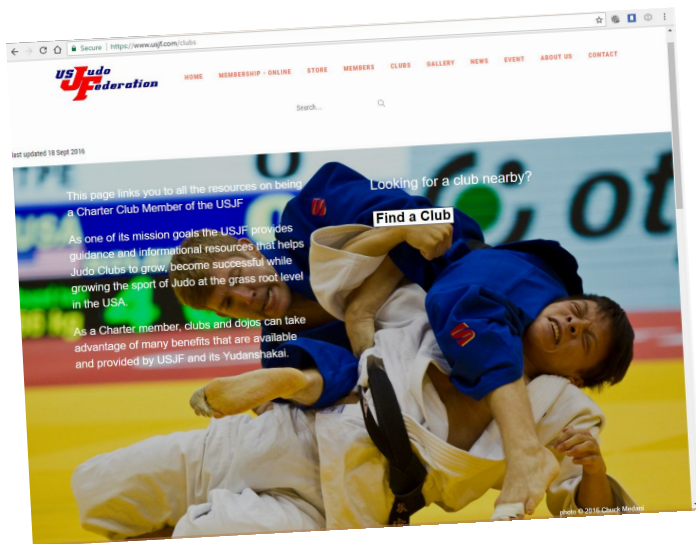 Secure | https://www.usjf.com/clubs
US Judo
Federation
HOME MEMBERSHIP - ONLINE STORE MEMBERS CLUBS GALLERY NEWS EVENT ABOUT US CONTACT
Search...
last updated 18 Sept 2016
This page links you to all the resources on being
a Charter Club Member of the USJF
Looking for a club nearby?
Find a Club
As one of its mission goals the USJF provides
guidance and informational resources that helps
Judo Clubs to grow, become successful while
growing the sport of Judo at the grass root level
in the USA.
As a Charter member, clubs and dojos can take
advantage of many benefits that are available
and provided by USJF and its Yudanshakai.
USA
ot